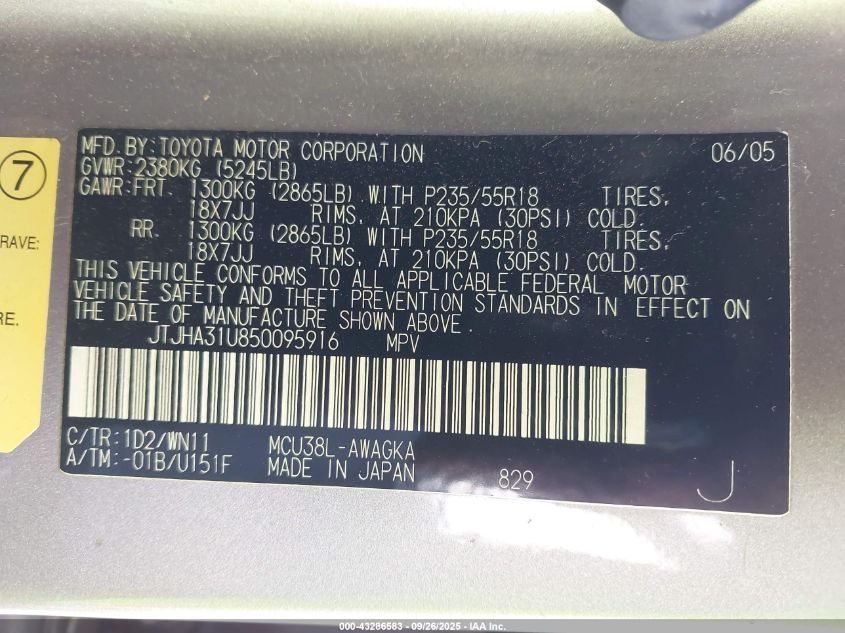 7
RAVE:
RE.
MFD.BY:TOYOTA MOTOR CORPORATION 06/05
GVWR:2380KG (5245LB)
GAWR:FRT. 1300KG (2865LB) WITH P235/55R18 TIRES,
18X7JJ RIMS, AT 210KPA (30PSI) COLD.
RR. 1300KG (2865LB) WITH P235/55R18 TIRES,
18X7JJ RIMS, AT 210KPA (30PSI) COLD.
THIS VEHICLE CONFORMS TO ALL APPLICABLE FEDERAL MOTOR
VEHICLE SAFETY AND THEFT PREVENTION STANDARDS IN EFFECT ON
THE DATE OF MANUFACTURE SHOWN ABOVE.
JTJHA31U850095916 MPV
C/TR:1D2/WN11 MCU38L-AWAGKA
A/TM:-01B/U151F MADE IN JAPAN 829 J
000-43286583 - 09/26/2025 - IAA Inc.